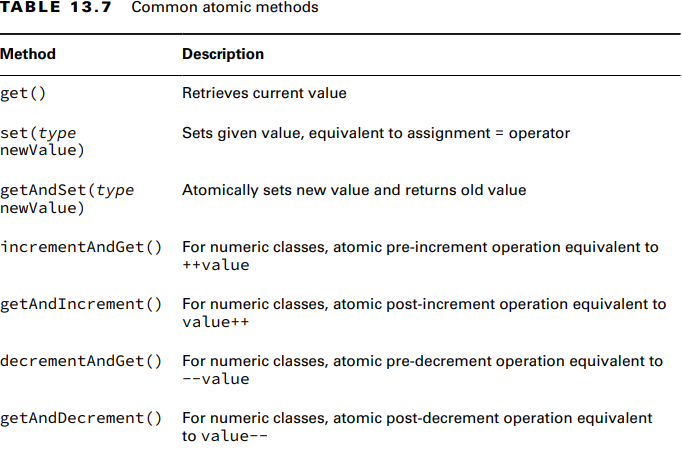 TABLE 13.7 Common atomic methods
Method Description
get() Retrieves current value
set(type Sets given value, equivalent to assignment = operator
newValue)
getAndSet(type Atomically sets new value and returns old value
newValue)
incrementAndGet() For numeric classes, atomic pre-increment operation equivalent to
++value
getAndIncrement() For numeric classes, atomic post-increment operation equivalent to
value++
decrementAndGet() For numeric classes, atomic pre-decrement operation equivalent to
--value
getAndDecrement() For numeric classes, atomic post-decrement operation equivalent
to value--